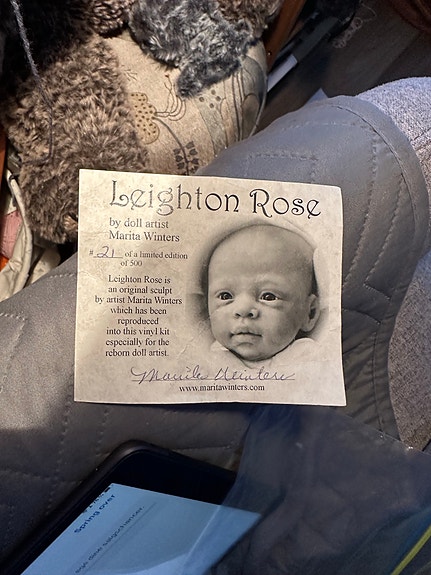 Leighton Rose
by doll artist
Marita Winters
# 21 of a limited edition
of 500
Leighton Rose is
an original sculpt
by artist Marita Winters
which has been
reproduced
into this vinyl kit
especially for the
reborn doll artist.
Marita Winters
www.maritawinters.com
Spring over